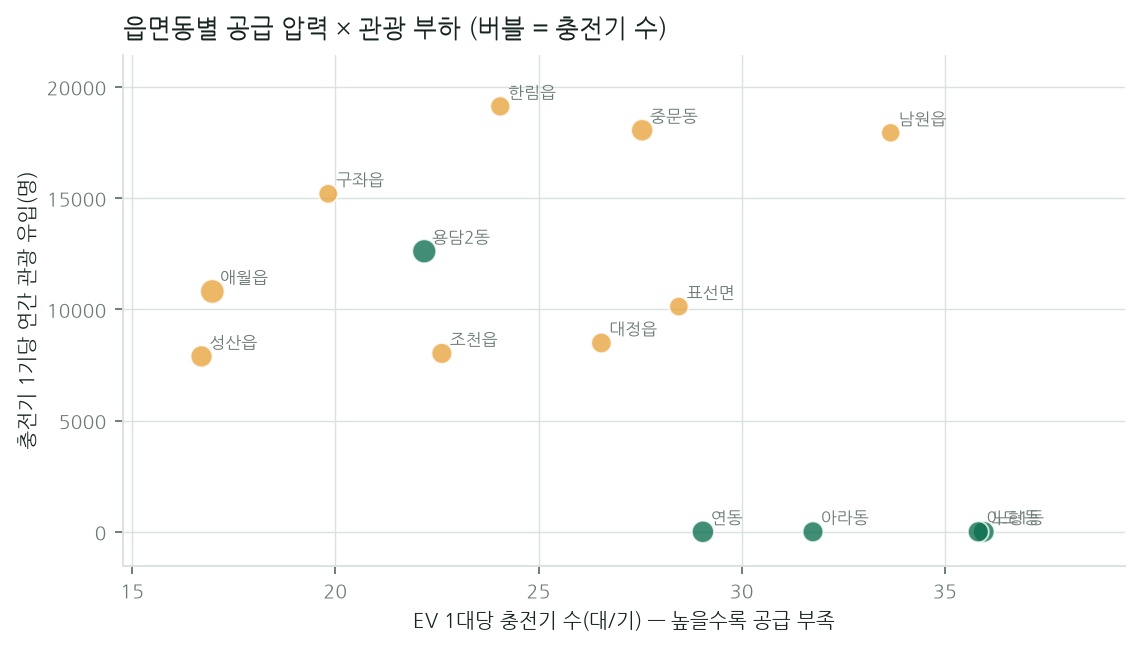 읍면동별 공급 압력 × 관광 부하 (버블 = 충전기 수)
충전기 1기당 연간 관광 유입(명)
20000
15000
10000
5000
0
한림읍
중문동
남원읍
구좌읍
용담2동
애월읍
표선면
성산읍
조천읍
대정읍
연동
아라동
15
20
25
30
35
EV 1대당 충전기 수(대/기) — 높을수록 공급 부족